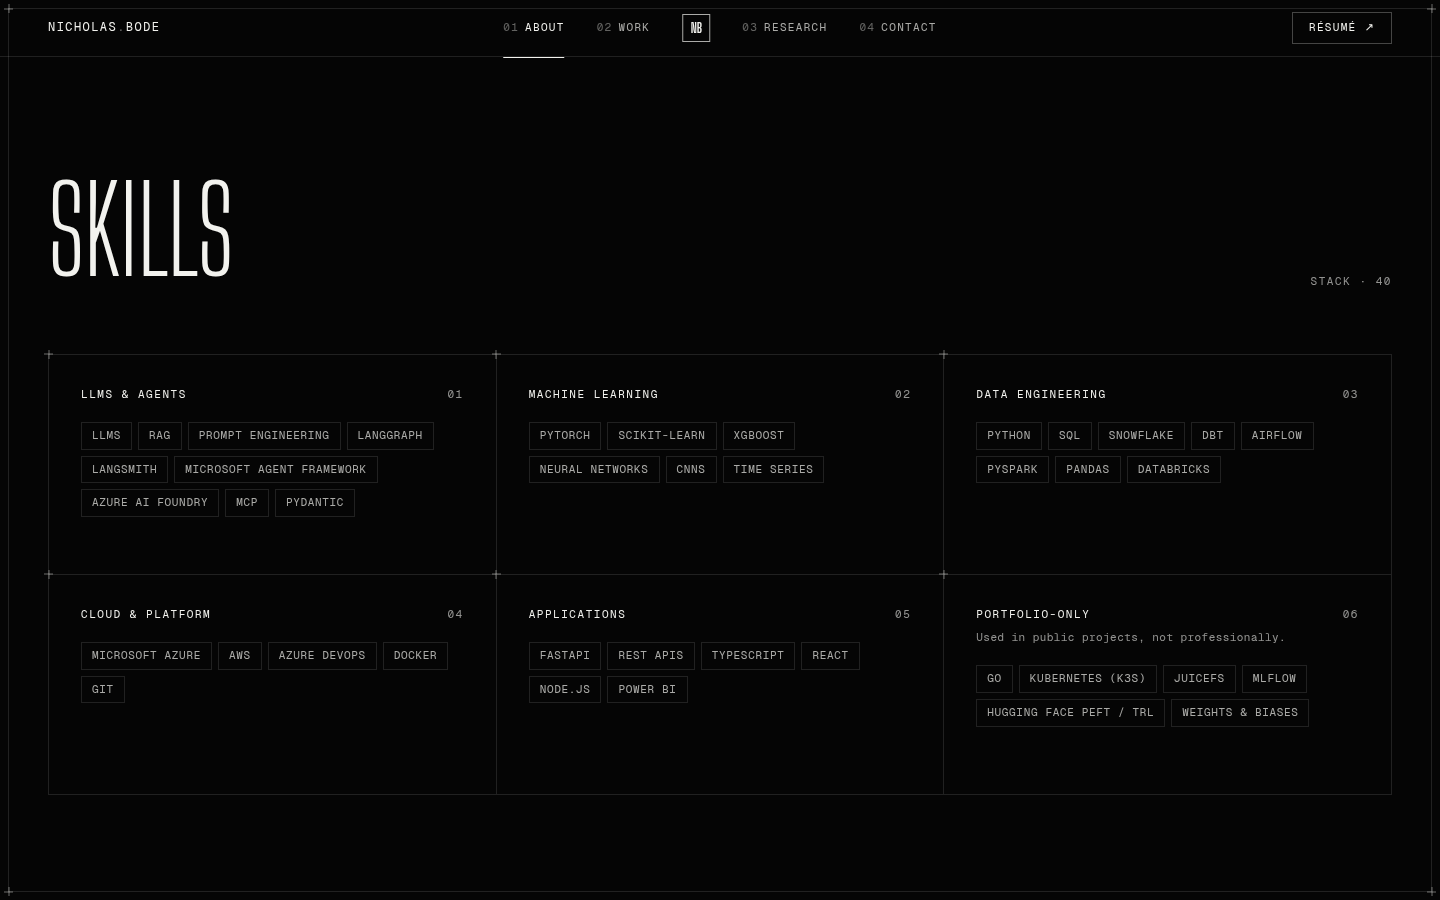 NICHOLAS.BODE
01 ABOUT 02 WORK NB 03 RESEARCH 04 CONTACT
RÉSUMÉ ↗
SKILLS
STACK · 40
LLMS & AGENTS 01
LLMS RAG PROMPT ENGINEERING LANGGRAPH
LANGSMITH MICROSOFT AGENT FRAMEWORK
AZURE AI FOUNDRY MCP PYDANTIC
MACHINE LEARNING 02
PYTORCH SCIKIT-LEARN XGBOOST
NEURAL NETWORKS CNNS TIME SERIES
DATA ENGINEERING 03
PYTHON SQL SNOWFLAKE DBT AIRFLOW
PYSPARK PANDAS DATABRICKS
CLOUD & PLATFORM 04
MICROSOFT AZURE AWS AZURE DEVOPS DOCKER
GIT
APPLICATIONS 05
FASTAPI REST APIS TYPESCRIPT REACT
NODE.JS POWER BI
PORTFOLIO-ONLY 06
Used in public projects, not professionally.
GO KUBERNETES (K3S) JUICEFS MLFLOW
HUGGING FACE PEFT / TRL WEIGHTS & BIASES